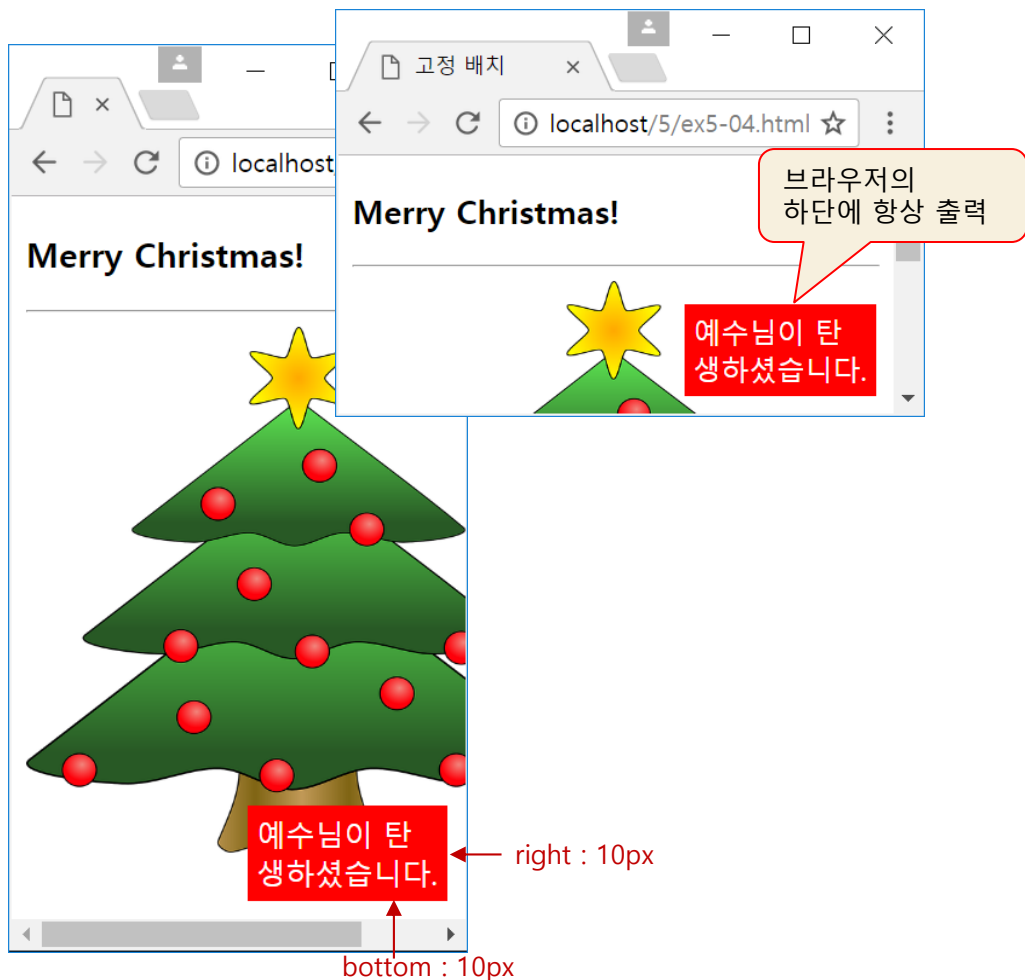 고정 배치
localhost/5/ex5-04.html
브라우저의
하단에 항상 출력
Merry Christmas!
예수님이 탄
생하셨습니다.
localhost
Merry Christmas!
예수님이 탄
생하셨습니다.
right : 10px
bottom : 10px